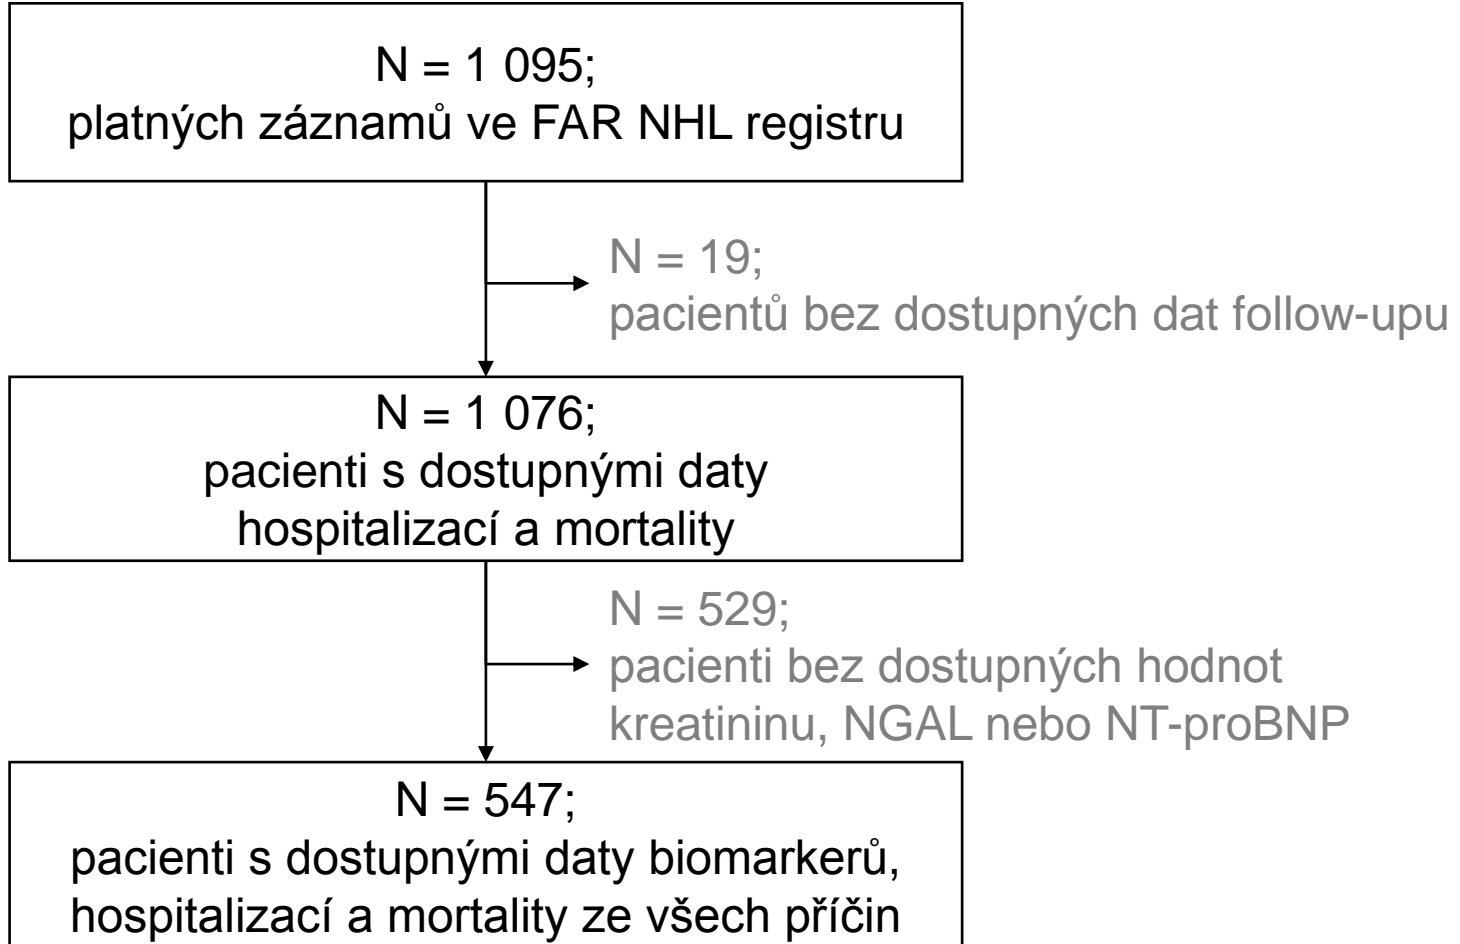 N = 1 095;
platných záznamů ve FAR NHL registru
N = 19;
pacientů bez dostupných dat follow-upu
N = 1 076;
pacienti s dostupnými daty
hospitalizací a mortality
N = 529;
pacienti bez dostupných hodnot
kreatininu, NGAL nebo NT-proBNP
N = 547;
pacienti s dostupnými daty biomarkerů,
hospitalizací a mortality ze všech příčin